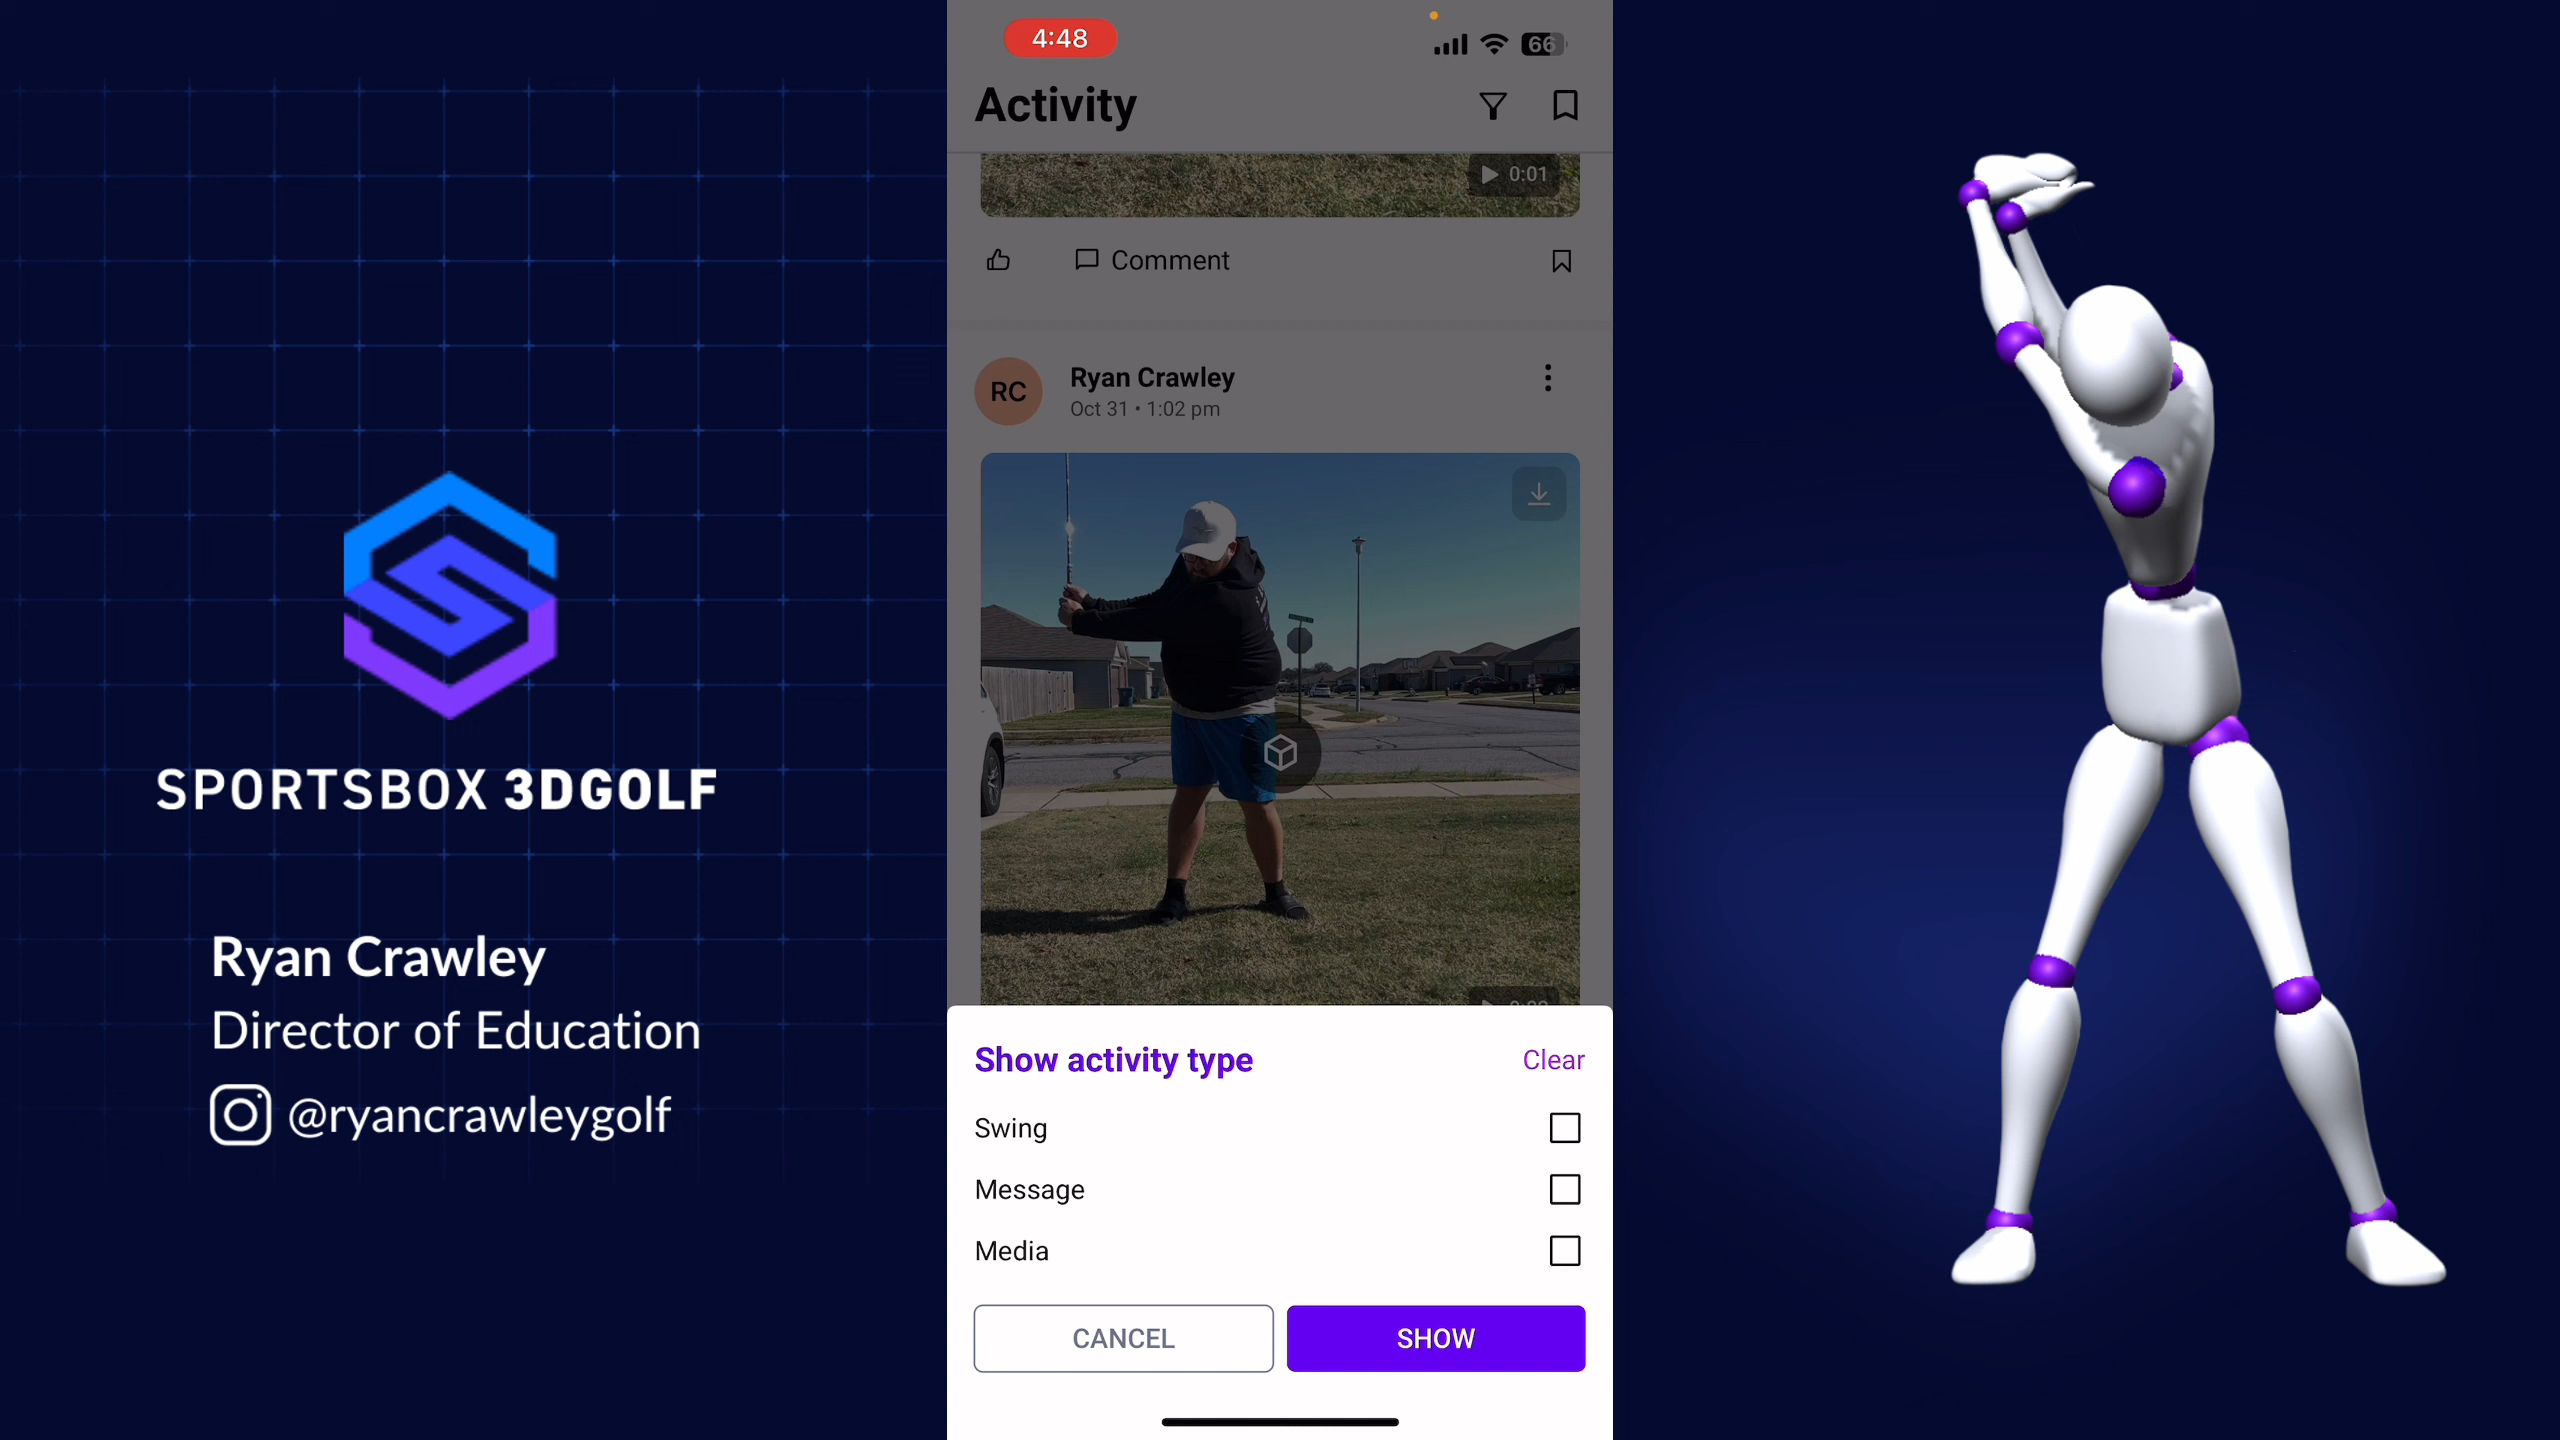 SPORTSBOX 3DGOLF
Ryan Crawley
Director of Education
@ryancrawleygolf
4:48
66
Activity
0:01
Comment
RC
Ryan Crawley
Oct 31 • 1:02 pm
Show activity type
Clear
Swing
Message
Media
CANCEL
SHOW